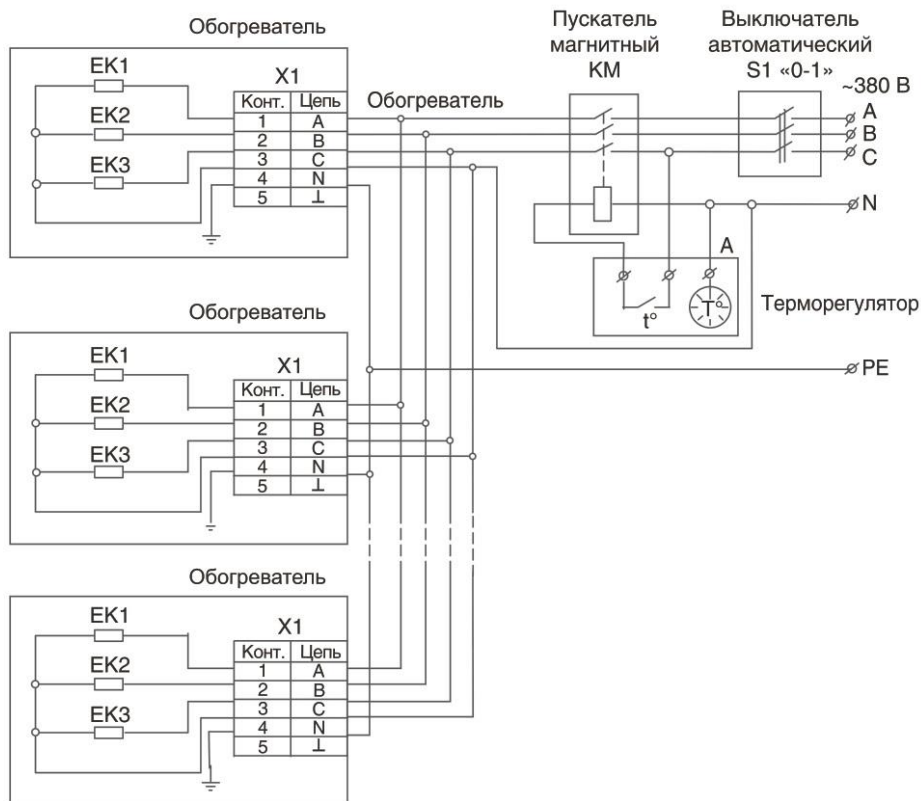 Обогреватель
EK1
EK2
EK3
X1
Конт. Цепь
1 A
2 B
3 C
4 N
5 ⊥
Обогреватель
Пускатель
магнитный
KM
Выключатель
автоматический
S1 «0-1»
~380 В
A
B
C
N
A
t°
T°
Терморегулятор
PE
Обогреватель
EK1
EK2
EK3
X1
Конт. Цепь
1 A
2 B
3 C
4 N
5 ⊥
Обогреватель
EK1
EK2
EK3
X1
Конт. Цепь
1 A
2 B
3 C
4 N
5 ⊥